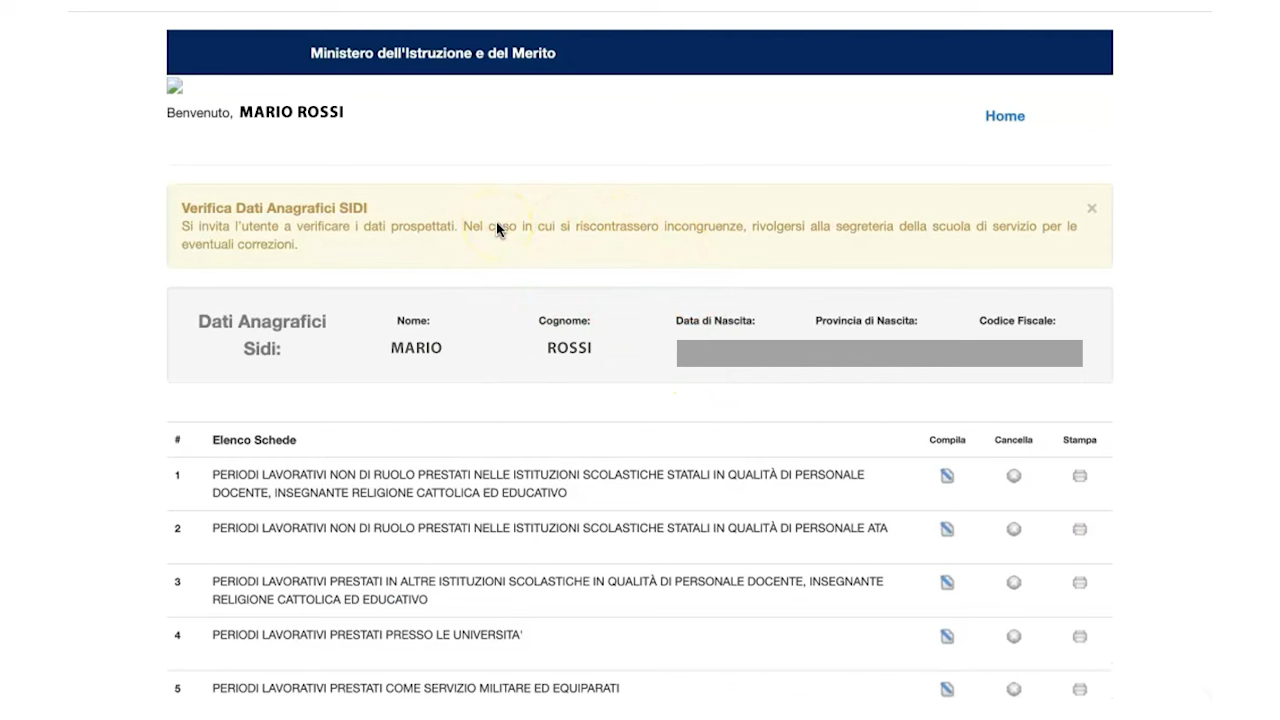 Ministero dell'Istruzione e del Merito
Benvenuto, MARIO ROSSI
Home
Verifica Dati Anagrafici SIDI
×
Si invita l'utente a verificare i dati prospettati. Nel caso in cui si riscontrassero incongruenze, rivolgersi alla segreteria della scuola di servizio per le
eventuali correzioni.
Dati Anagrafici
Sidi:
Nome: Cognome: Data di Nascita: Provincia di Nascita: Codice Fiscale:
MARIO ROSSI
# Elenco Schede Compila Cancella Stampa
1 PERIODI LAVORATIVI NON DI RUOLO PRESTATI NELLE ISTITUZIONI SCOLASTICHE STATALI IN QUALITÀ DI PERSONALE
DOCENTE, INSEGNANTE RELIGIONE CATTOLICA ED EDUCATIVO
2 PERIODI LAVORATIVI NON DI RUOLO PRESTATI NELLE ISTITUZIONI SCOLASTICHE STATALI IN QUALITÀ DI PERSONALE ATA
3 PERIODI LAVORATIVI PRESTATI IN ALTRE ISTITUZIONI SCOLASTICHE IN QUALITÀ DI PERSONALE DOCENTE, INSEGNANTE
RELIGIONE CATTOLICA ED EDUCATIVO
4 PERIODI LAVORATIVI PRESTATI PRESSO LE UNIVERSITA'
5 PERIODI LAVORATIVI PRESTATI COME SERVIZIO MILITARE ED EQUIPARATI